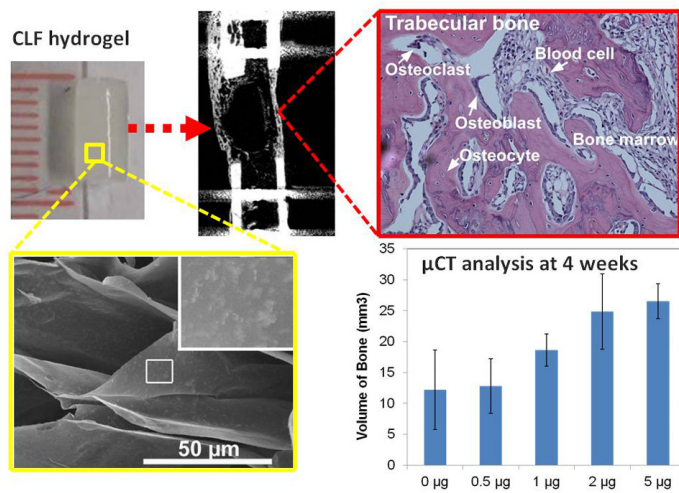 CLF hydrogel
Trabecular bone
Osteoclast
Blood cell
Osteoblast
Bone marrow
Osteocyte
50 µm
µCT analysis at 4 weeks
Volume of Bone (mm3)
35
30
25
20
15
10
5
0
0 µg 0.5 µg 1 µg 2 µg 5 µg